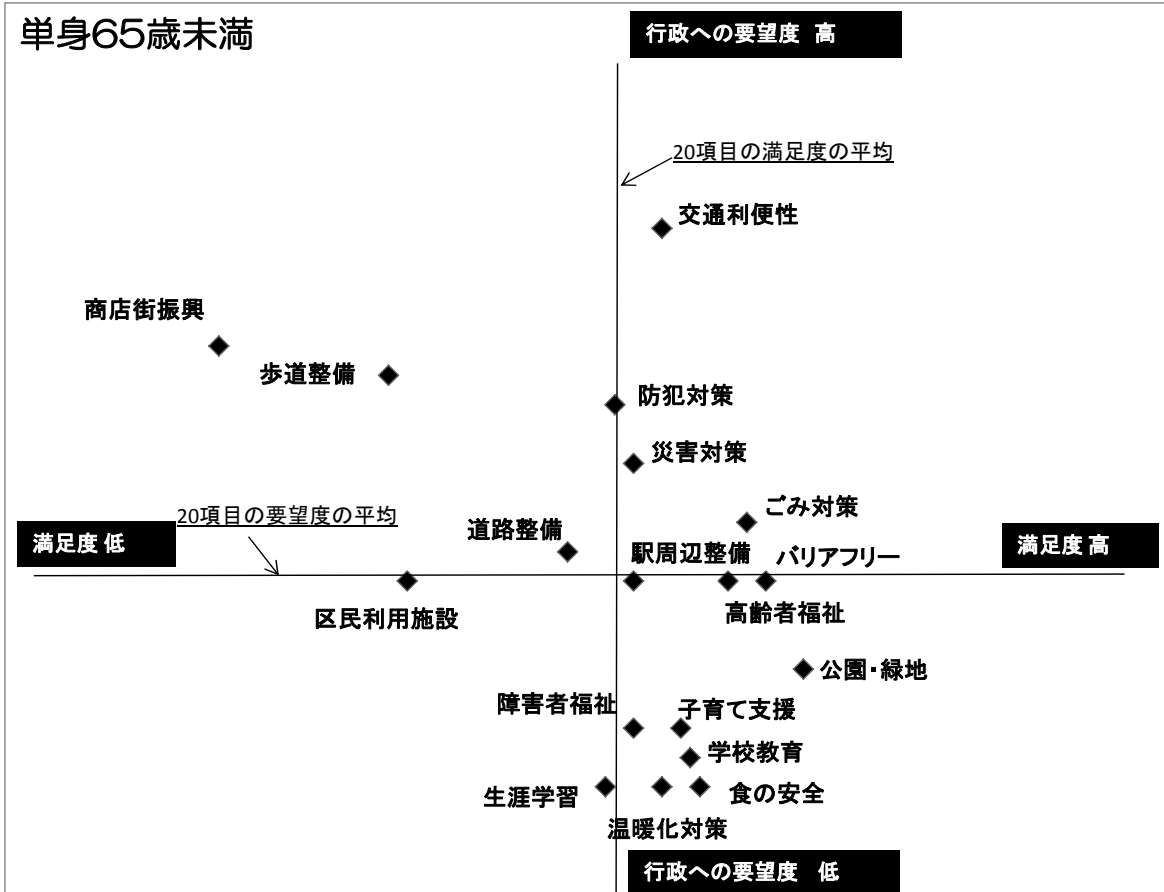 単身65歳未満
行政への要望度 高
20項目の満足度の平均
交通利便性
商店街振興
歩道整備
防犯対策
災害対策
ごみ対策
20項目の要望度の平均
道路整備
満足度 低
駅周辺整備
バリアフリー
満足度 高
区民利用施設
高齢者福祉
公園・緑地
障害者福祉
子育て支援
学校教育
生涯学習
食の安全
温暖化対策
行政への要望度 低